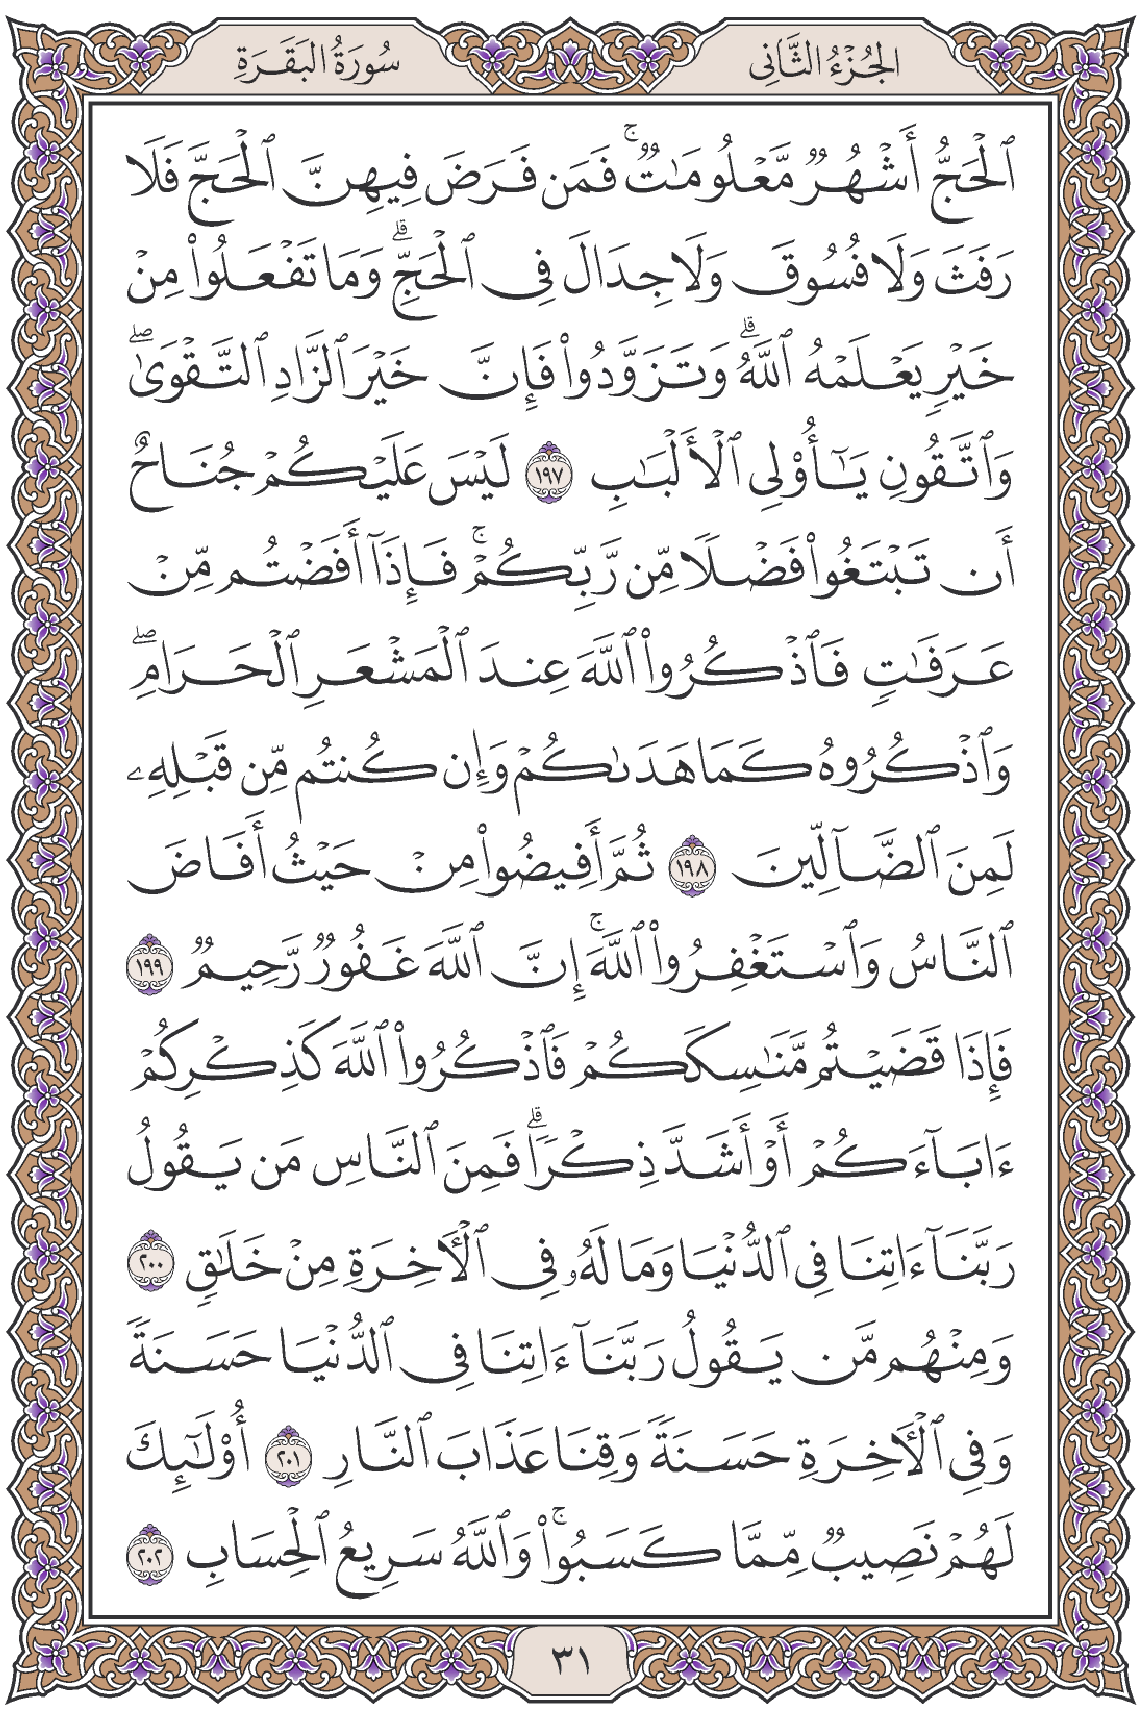 الجُزْءُ الثَّانِي
سُورَةُ البَقَرَةِ
ٱلْحَجُّ أَشْهُرٌ مَّعْلُومَٰتٌ ۚ فَمَن فَرَضَ فِيهِنَّ ٱلْحَجَّ فَلَا
رَفَثَ وَلَا فُسُوقَ وَلَا جِدَالَ فِى ٱلْحَجِّ ۗ وَمَا تَفْعَلُوا۟ مِنْ
خَيْرٍ يَعْلَمْهُ ٱللَّهُ ۗ وَتَزَوَّدُوا۟ فَإِنَّ خَيْرَ ٱلزَّادِ ٱلتَّقْوَىٰ ۖ
وَٱتَّقُونِ يَٰٓأُو۟لِى ٱلْأَلْبَٰبِ ١٩٧ لَيْسَ عَلَيْكُمْ جُنَاحٌ
أَن تَبْتَغُوا۟ فَضْلًا مِّن رَّبِّكُمْ ۚ فَإِذَآ أَفَضْتُم مِّنْ
عَرَفَٰتٍ فَٱذْكُرُوا۟ ٱللَّهَ عِندَ ٱلْمَشْعَرِ ٱلْحَرَامِ ۖ
وَٱذْكُرُوهُ كَمَا هَدَىٰكُمْ وَإِن كُنتُم مِّن قَبْلِهِۦ
لَمِنَ ٱلضَّآلِّينَ ١٩٨ ثُمَّ أَفِيضُوا۟ مِنْ حَيْثُ أَفَاضَ
ٱلنَّاسُ وَٱسْتَغْفِرُوا۟ ٱللَّهَ ۚ إِنَّ ٱللَّهَ غَفُورٌ رَّحِيمٌ ١٩٩
فَإِذَا قَضَيْتُم مَّنَٰسِكَكُمْ فَٱذْكُرُوا۟ ٱللَّهَ كَذِكْرِكُمْ
ءَابَآءَكُمْ أَوْ أَشَدَّ ذِكْرًا ۗ فَمِنَ ٱلنَّاسِ مَن يَقُولُ
رَبَّنَآ ءَاتِنَا فِى ٱلدُّنْيَا وَمَا لَهُۥ فِى ٱلْأَخِرَةِ مِنْ خَلَٰقٍ ٢٠٠
وَمِنْهُم مَّن يَقُولُ رَبَّنَآ ءَاتِنَا فِى ٱلدُّنْيَا حَسَنَةً
وَفِى ٱلْأَخِرَةِ حَسَنَةً وَقِنَا عَذَابَ ٱلنَّارِ ٢٠١ أُو۟لَٰٓئِكَ
لَهُمْ نَصِيبٌ مِّمَّا كَسَبُوا۟ ۚ وَٱللَّهُ سَرِيعُ ٱلْحِسَابِ ٢٠٢
٣١